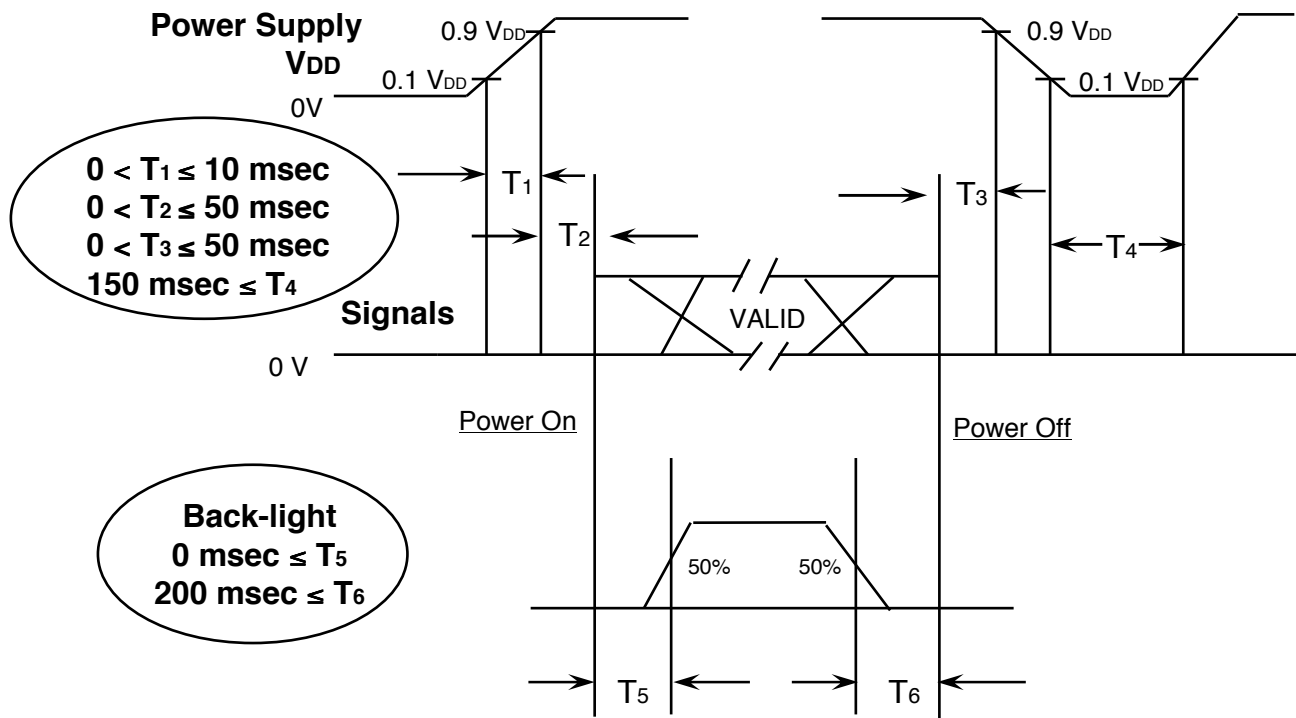 Power Supply
VDD
0.9 VDD
0.1 VDD
0V
0.9 VDD
0.1 VDD
0 < T1 ≤ 10 msec
0 < T2 ≤ 50 msec
0 < T3 ≤ 50 msec
150 msec ≤ T4
T1
T2
T3
T4
Signals
VALID
0 V
Power On
Power Off
Back-light
0 msec ≤ T5
200 msec ≤ T6
50%
50%
T5
T6